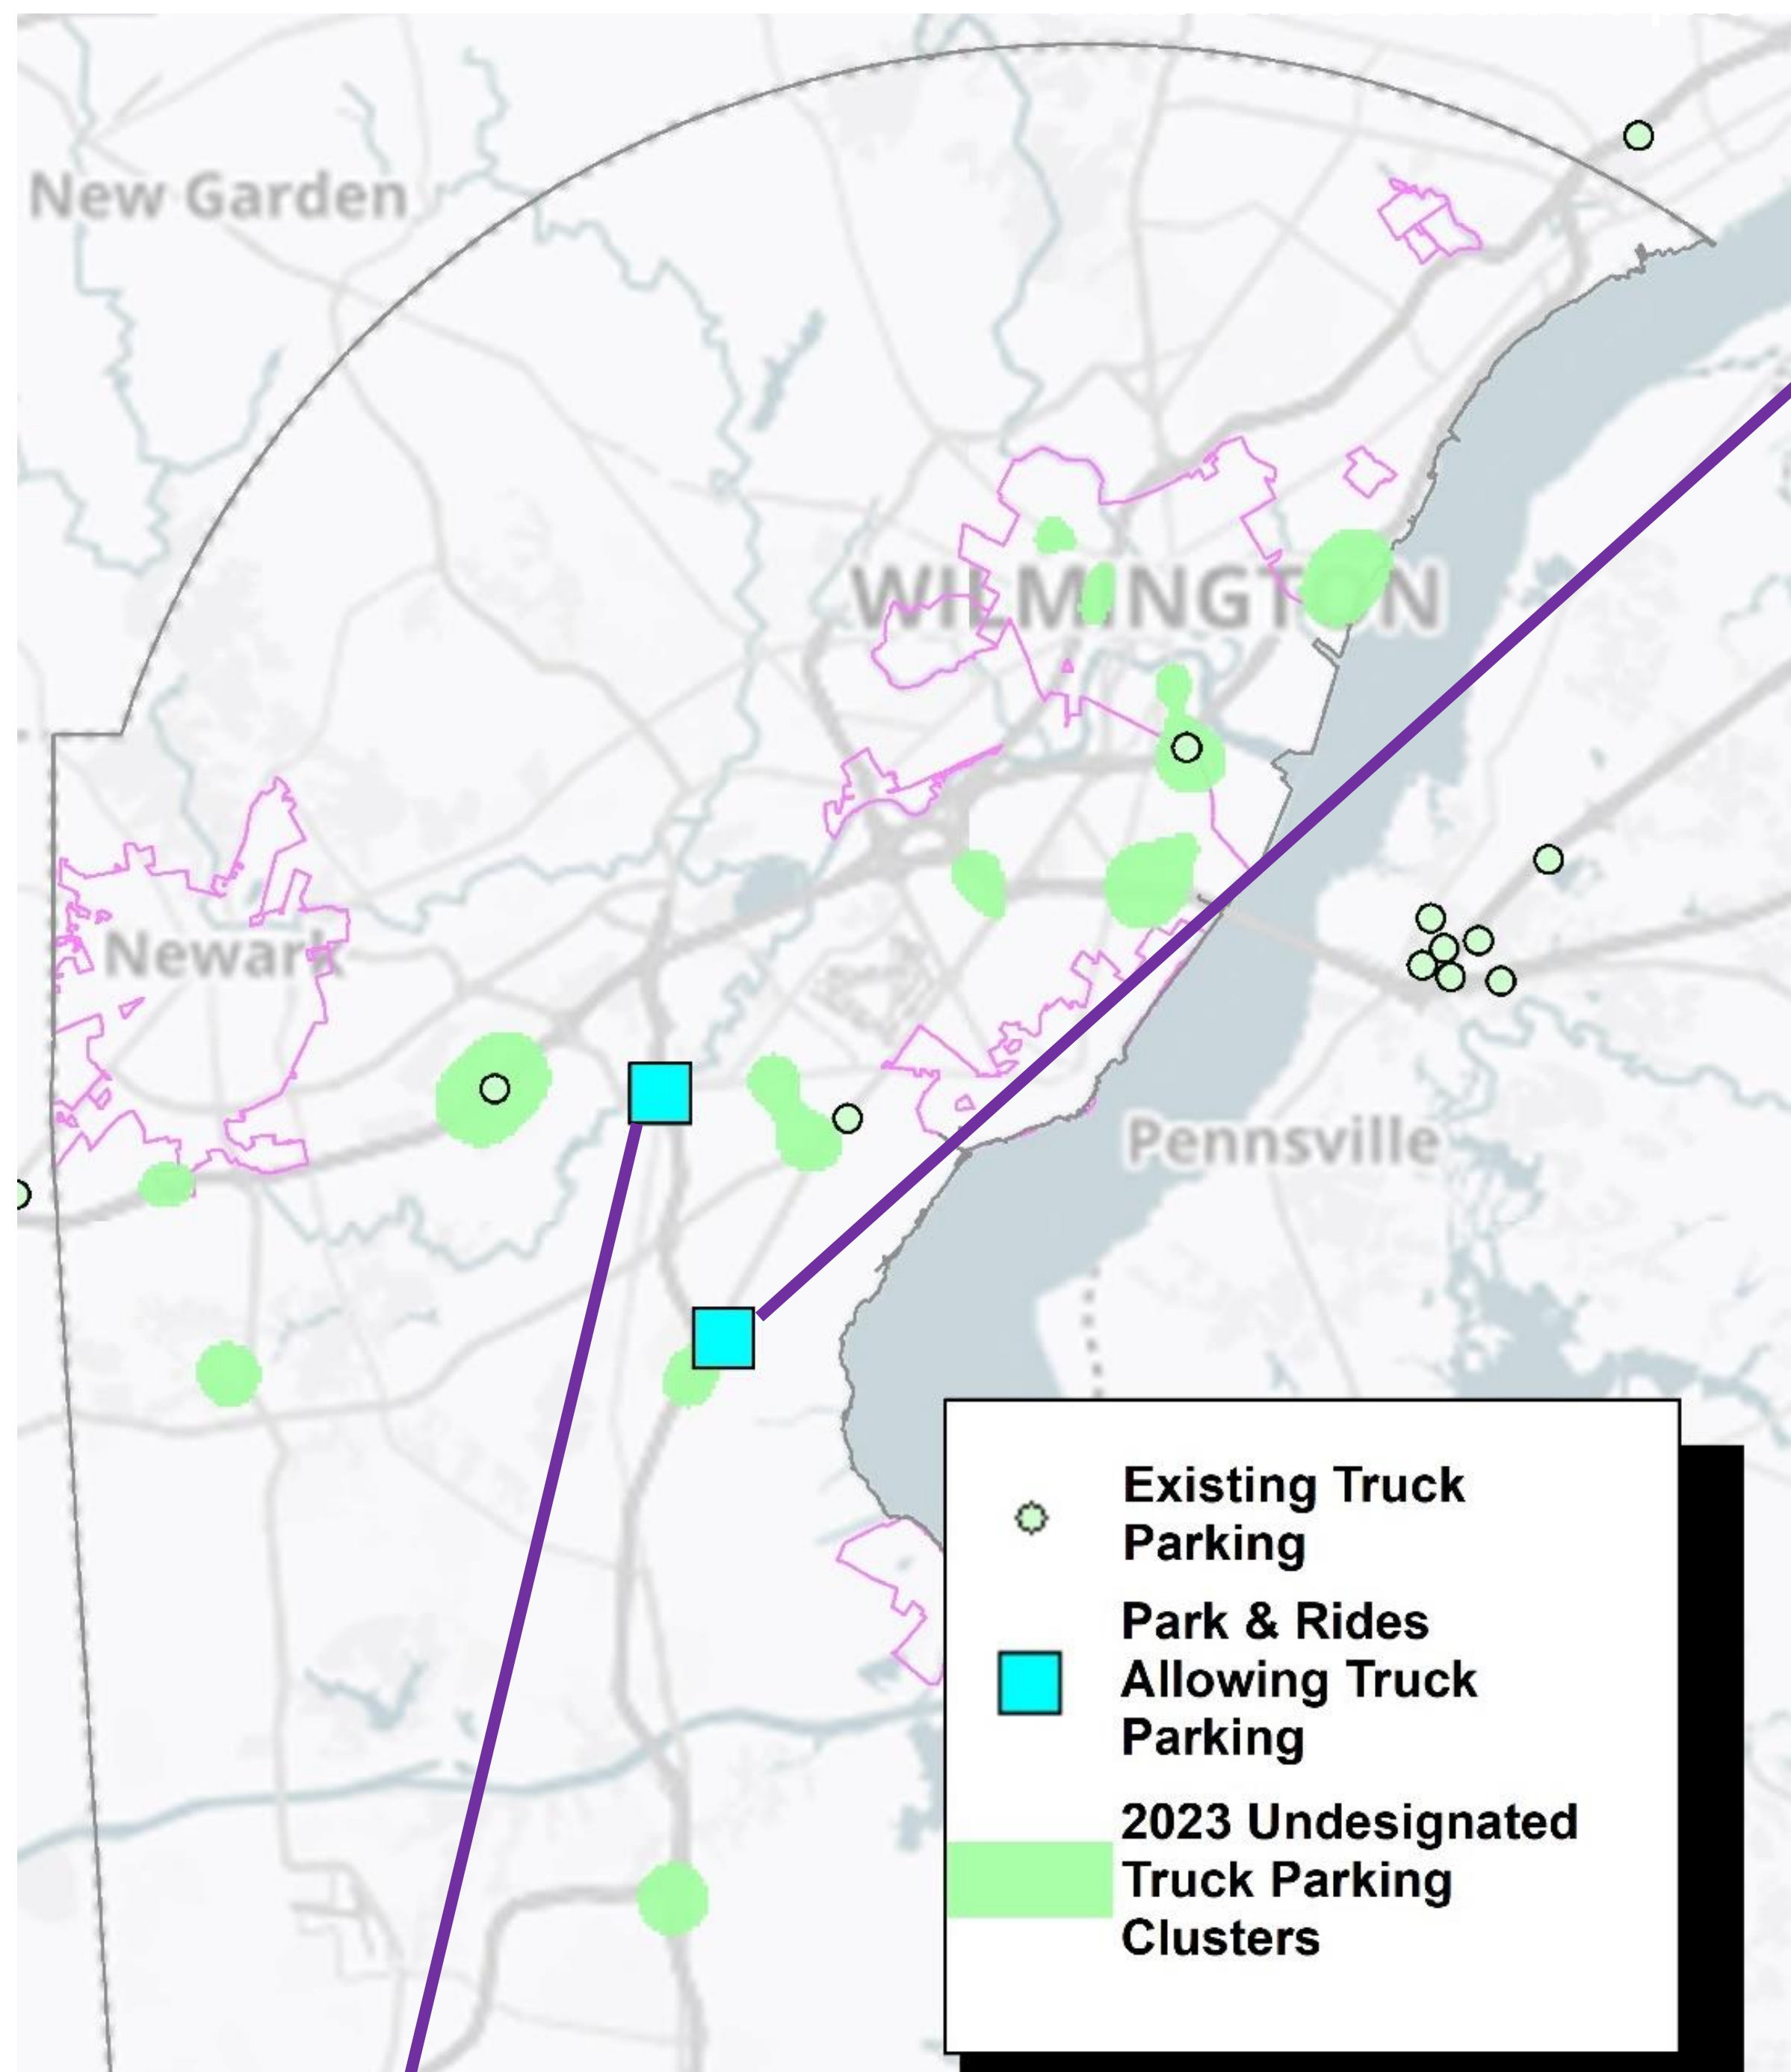 New Garden
WILMINGTON
Newark
Pennsville
Existing Truck
Parking
Park & Rides
Allowing Truck
Parking
2023 Undesignated
Truck Parking
Clusters